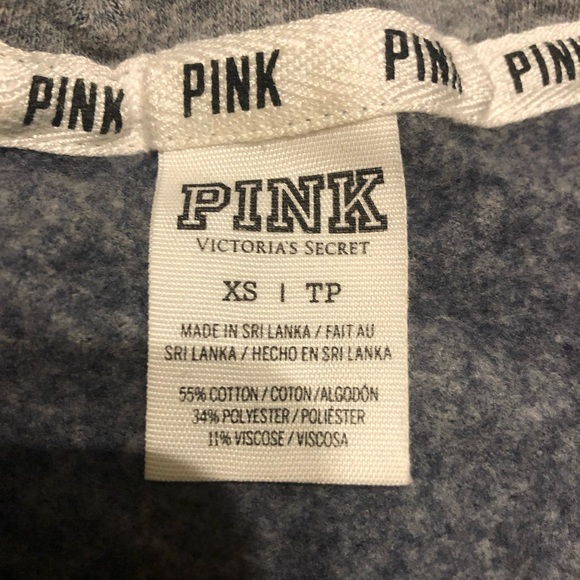 PINK PINK PINK PINK
PINK
VICTORIA'S SECRET
XS | TP
MADE IN SRI LANKA / FAIT AU
SRI LANKA / HECHO EN SRI LANKA
55% COTTON / COTON / ALGODÓN
34% POLYESTER / POLIÉSTER
11% VISCOSE / VISCOSA